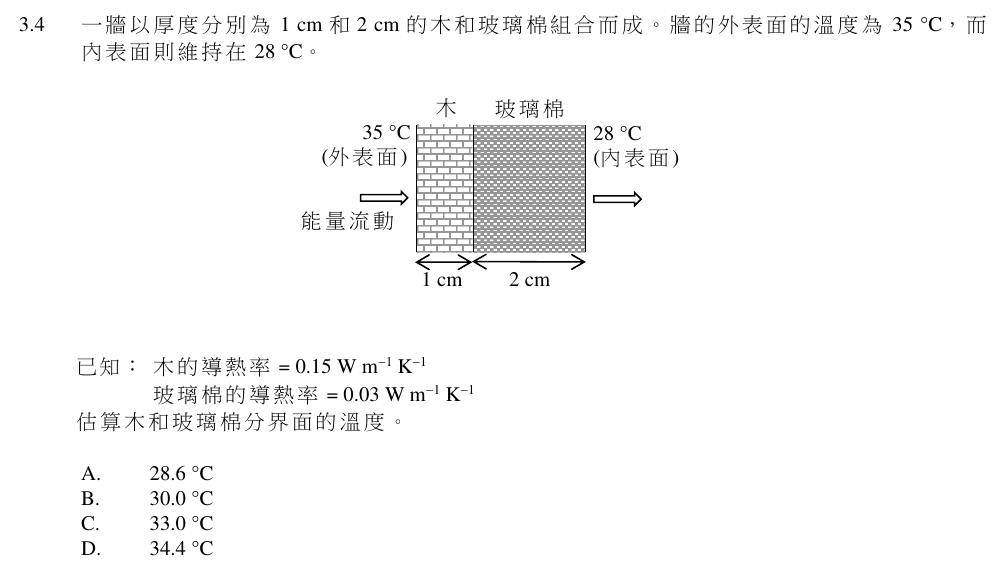 3.4 一牆以厚度分別為 1 cm 和 2 cm 的木和玻璃棉組合而成。牆的外表面的溫度為 35 °C，而
內表面則維持在 28 °C。
木 玻璃棉
35 °C 28 °C
(外表面) (內表面)
能量流動
1 cm 2 cm
已知： 木的導熱率 = 0.15 W m⁻¹ K⁻¹
玻璃棉的導熱率 = 0.03 W m⁻¹ K⁻¹
估算木和玻璃棉分界面的溫度。
A. 28.6 °C
B. 30.0 °C
C. 33.0 °C
D. 34.4 °C